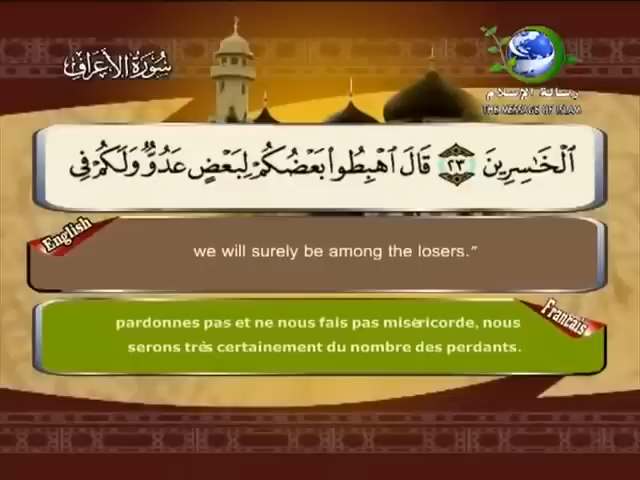 سُورَةُ الأَعْرَافِ
رسالة الإسلام
THE MESSAGE OF ISLAM
ٱلْخَٰسِرِينَ ٢٣ قَالَ ٱهْبِطُوا۟ بَعْضُكُمْ لِبَعْضٍ عَدُوٌّ وَلَكُمْ فِى
English
we will surely be among the losers.”
Français
pardonnes pas et ne nous fais pas miséricorde, nous
serons très certainement du nombre des perdants.